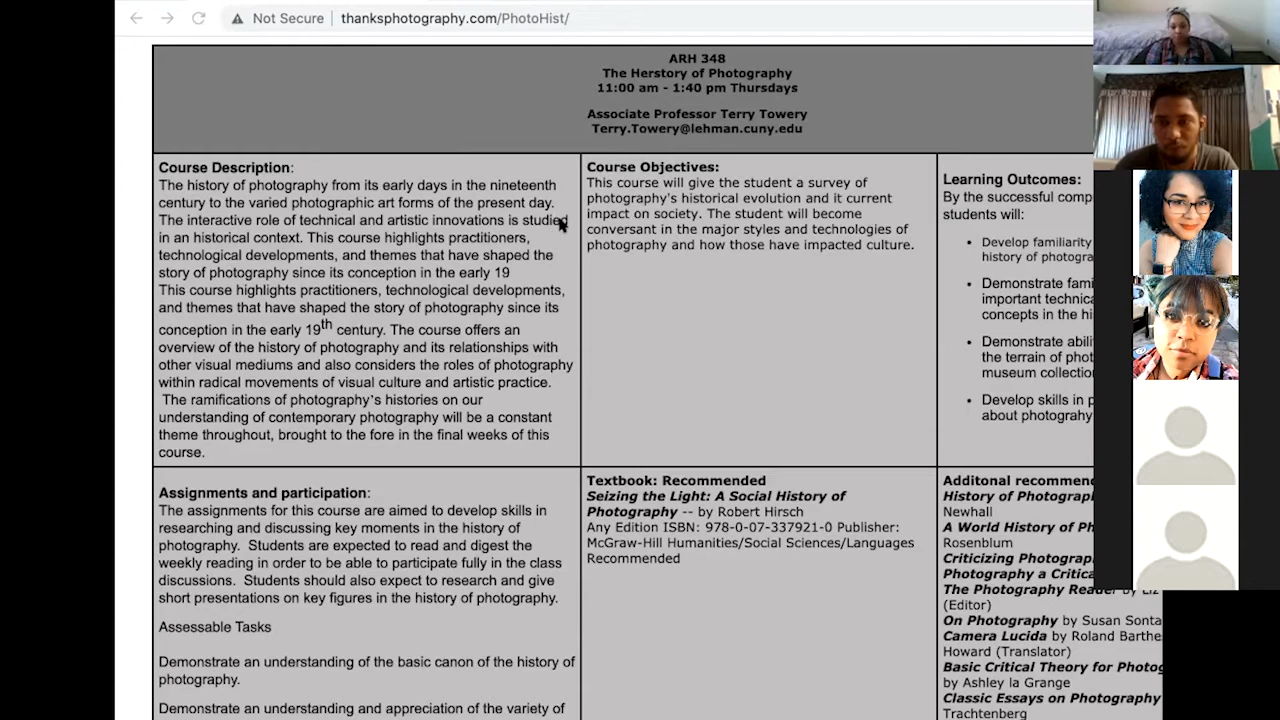 Not Secure thanksphotography.com/PhotoHist/
ARH 348
The Herstory of Photography
11:00 am - 1:40 pm Thursdays
Associate Professor Terry Towery
Terry.Towery@lehman.cuny.edu
Course Description:
The history of photography from its early days in the nineteenth
century to the varied photographic art forms of the present day.
The interactive role of technical and artistic innovations is studied
in an historical context. This course highlights practitioners,
technological developments, and themes that have shaped the
story of photography since its conception in the early 19
This course highlights practitioners, technological developments,
and themes that have shaped the story of photography since its
conception in the early 19th century. The course offers an
overview of the history of photography and its relationships with
other visual mediums and also considers the roles of photography
within radical movements of visual culture and artistic practice.
The ramifications of photography's histories on our
understanding of contemporary photography will be a constant
theme throughout, brought to the fore in the final weeks of this
course.
Course Objectives:
This course will give the student a survey of
photography's historical evolution and it current
impact on society. The student will become
conversant in the major styles and technologies of
photography and how those have impacted culture.
Learning Outcomes:
By the successful comp
students will:
• Develop familiarity
history of photogra
• Demonstrate fami
important technica
concepts in the hi
• Demonstrate abili
the terrain of phot
museum collectio
• Develop skills in p
about photograhy
Assignments and participation:
The assignments for this course are aimed to develop skills in
researching and discussing key moments in the history of
photography. Students are expected to read and digest the
weekly reading in order to be able to participate fully in the class
discussions. Students should also expect to research and give
short presentations on key figures in the history of photography.
Assessable Tasks
Demonstrate an understanding of the basic canon of the history of
photography.
Demonstrate an understanding and appreciation of the variety of
Textbook: Recommended
Seizing the Light: A Social History of
Photography -- by Robert Hirsch
Any Edition ISBN: 978-0-07-337921-0 Publisher:
McGraw-Hill Humanities/Social Sciences/Languages
Recommended
Additonal recommen
History of Photograp
Newhall
A World History of Ph
Rosenblum
Criticizing Photograp
Photography a Critica
The Photography Reader by Liz
(Editor)
On Photography by Susan Sonta
Camera Lucida by Roland Barthe
Howard (Translator)
Basic Critical Theory for Photog
by Ashley la Grange
Classic Essays on Photography
Trachtenberg